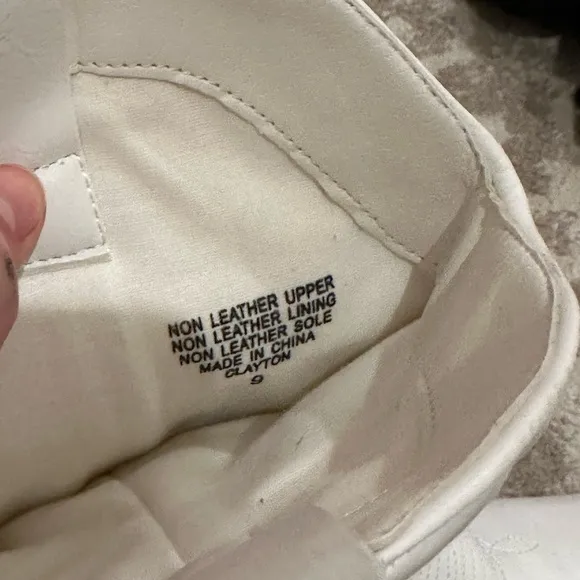 NON LEATHER UPPER
NON LEATHER LINING
NON LEATHER SOLE
MADE IN CHINA
CLAYTON
9